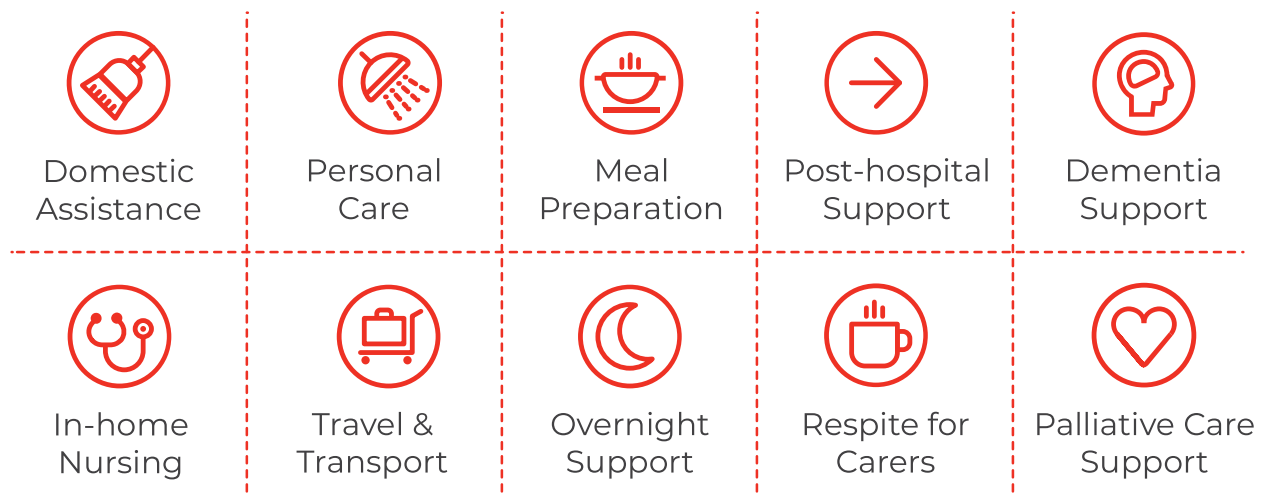 Domestic
Assistance
Personal
Care
Meal
Preparation
Post-hospital
Support
Dementia
Support
In-home
Nursing
Travel &
Transport
Overnight
Support
Respite for
Carers
Palliative Care
Support